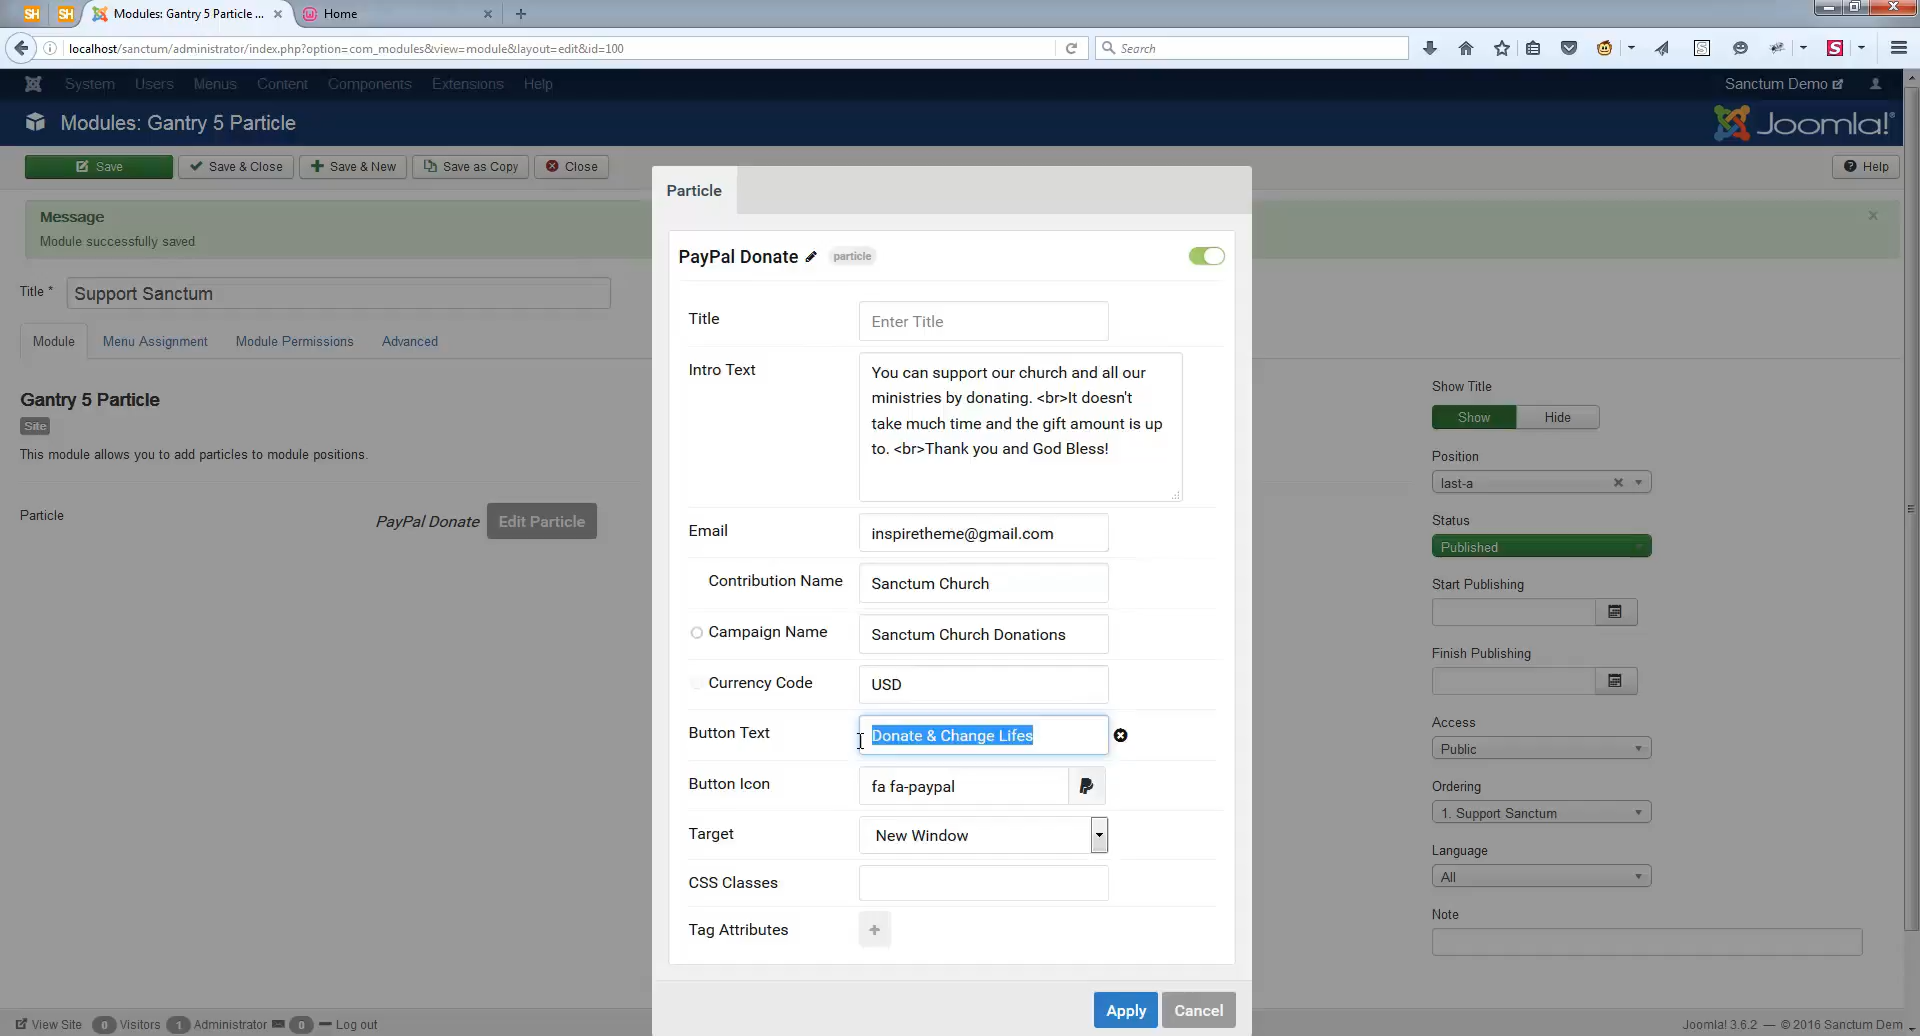 SH
SH
Modules: Gantry 5 Particle ...
Home
localhost/sanctum/administrator/index.php?option=com_modules&view=module&layout=edit&id=100
Search
System Users Menus Content Components Extensions Help
Sanctum Demo
Modules: Gantry 5 Particle
Joomla!
Save
Save & Close
Save & New
Save as Copy
Close
Help
Message
Module successfully saved
Title *
Support Sanctum
Module
Menu Assignment
Module Permissions
Advanced
Gantry 5 Particle
Site
This module allows you to add particles to module positions.
Particle
PayPal Donate
Edit Particle
Particle
PayPal Donate
particle
Title
Enter Title
Intro Text
You can support our church and all our
ministries by donating. <br>It doesn't
take much time and the gift amount is up
to. <br>Thank you and God Bless!
Email
inspiretheme@gmail.com
Contribution Name
Sanctum Church
Campaign Name
Sanctum Church Donations
Currency Code
USD
Button Text
Donate & Change Lifes
Button Icon
fa fa-paypal
Target
New Window
CSS Classes
Tag Attributes
Apply
Cancel
Show Title
Show
Hide
Position
last-a
Status
Published
Start Publishing
Finish Publishing
Access
Public
Ordering
1. Support Sanctum
Language
All
Note
View Site
0 Visitors
1 Administrator
0
Log out
Joomla! 3.6.2 — © 2016 Sanctum Dem